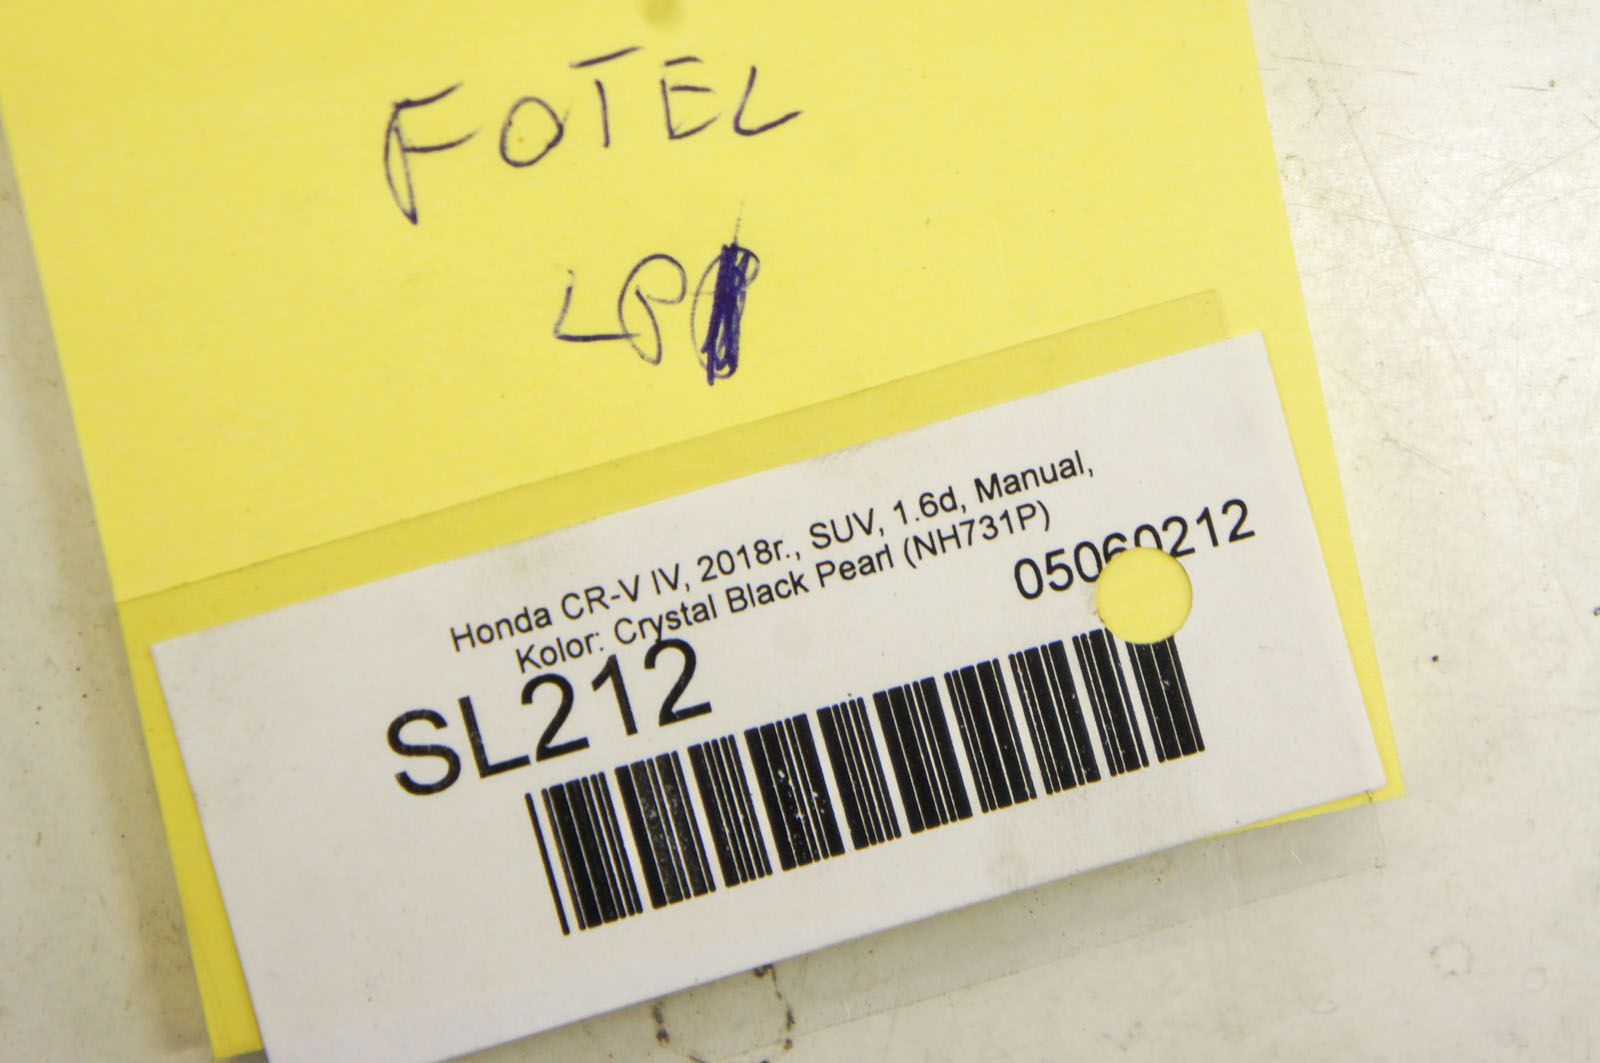 FOTEL
LP
Honda CR-V IV, 2018r., SUV, 1.6d, Manual,
Kolor: Crystal Black Pearl (NH731P)
05060212
SL212